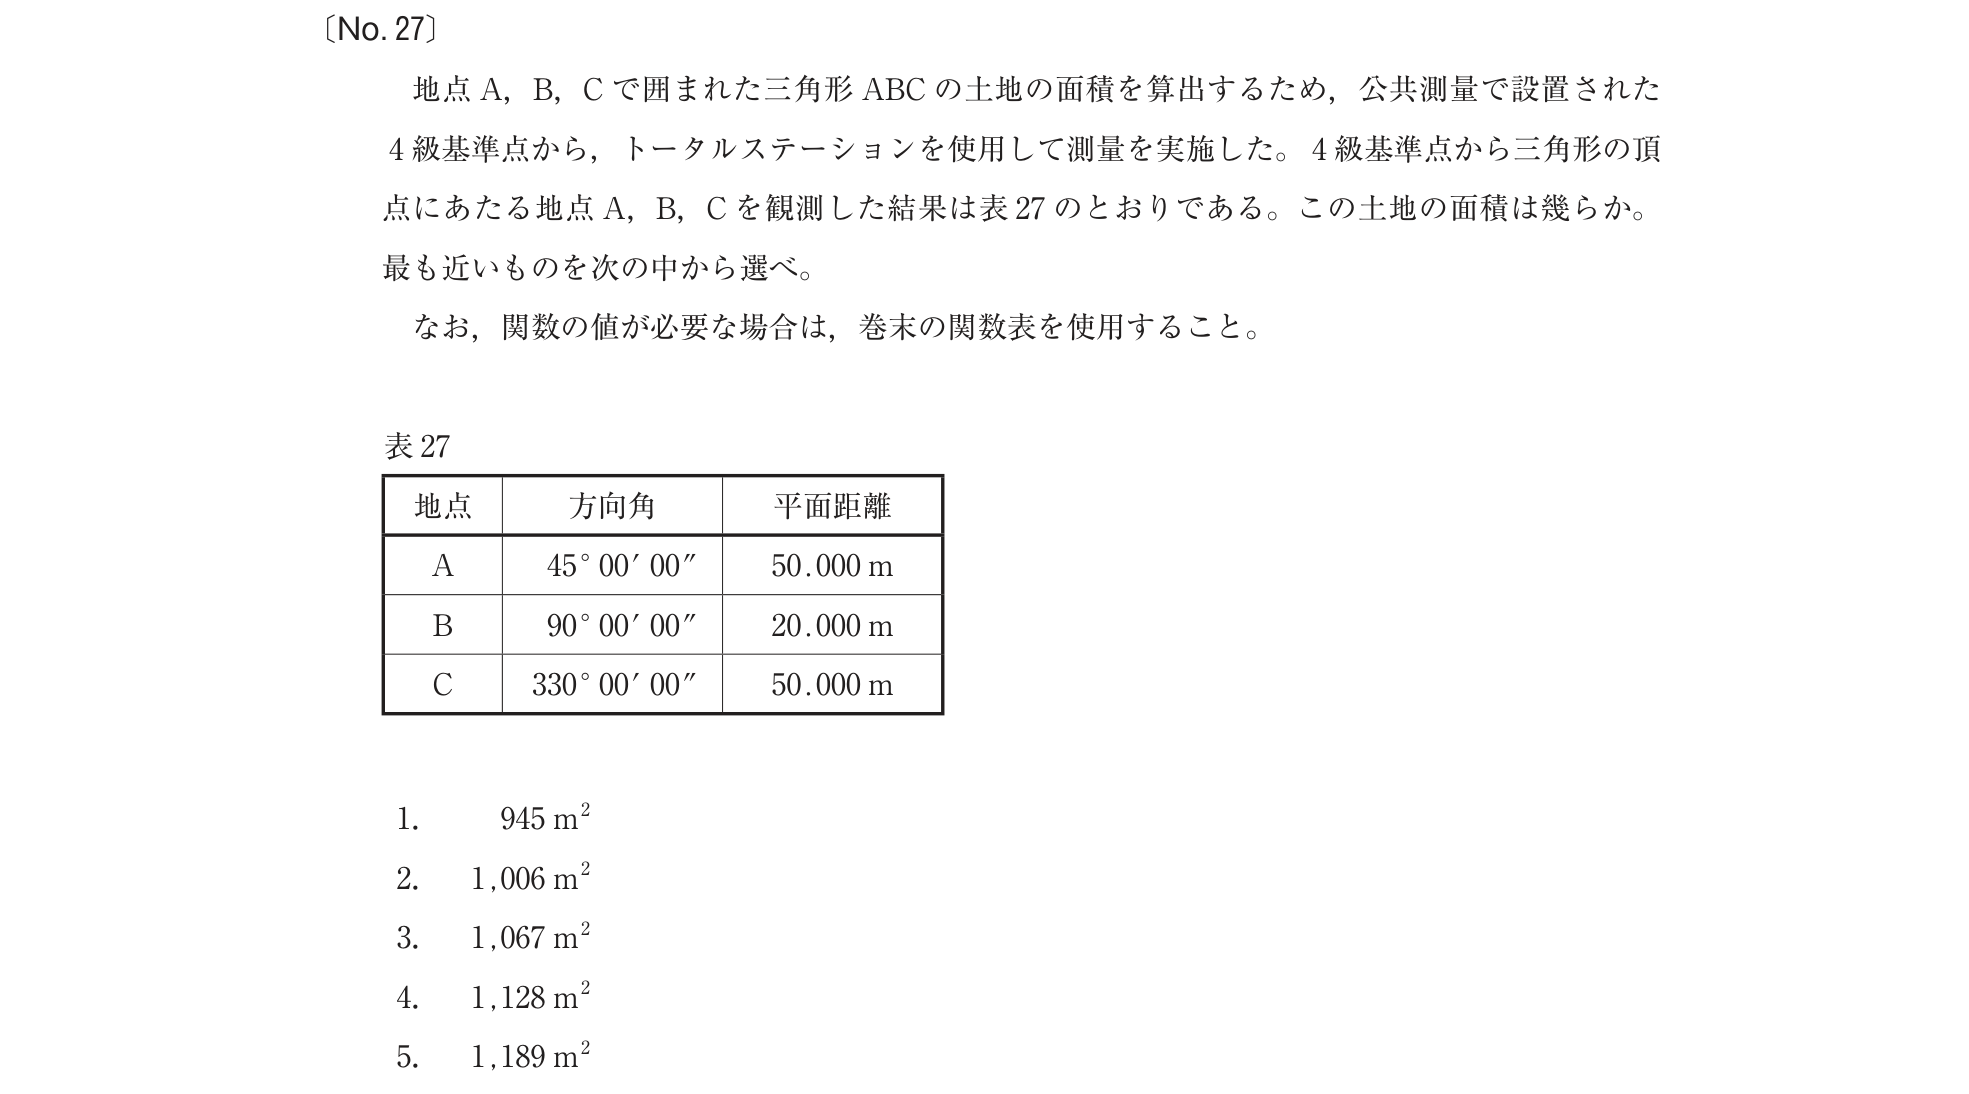 〔No. 27〕
地点 A，B，C で囲まれた三角形 ABC の土地の面積を算出するため，公共測量で設置された
4 級基準点から，トータルステーションを使用して測量を実施した。4 級基準点から三角形の頂
点にあたる地点 A，B，C を観測した結果は表 27 のとおりである。この土地の面積は幾らか。
最も近いものを次の中から選べ。
なお，関数の値が必要な場合は，巻末の関数表を使用すること。
表 27
地点 方向角 平面距離
A 45° 00′ 00″ 50.000 m
B 90° 00′ 00″ 20.000 m
C 330° 00′ 00″ 50.000 m
1. 945 m²
2. 1,006 m²
3. 1,067 m²
4. 1,128 m²
5. 1,189 m²